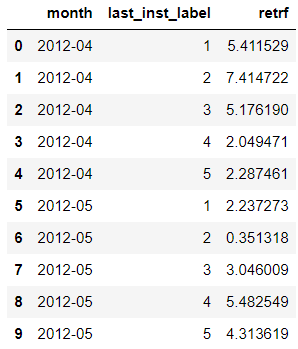 month last_inst_label retrf
0 2012-04 1 5.411529
1 2012-04 2 7.414722
2 2012-04 3 5.176190
3 2012-04 4 2.049471
4 2012-04 5 2.287461
5 2012-05 1 2.237273
6 2012-05 2 0.351318
7 2012-05 3 3.046009
8 2012-05 4 5.482549
9 2012-05 5 4.313619